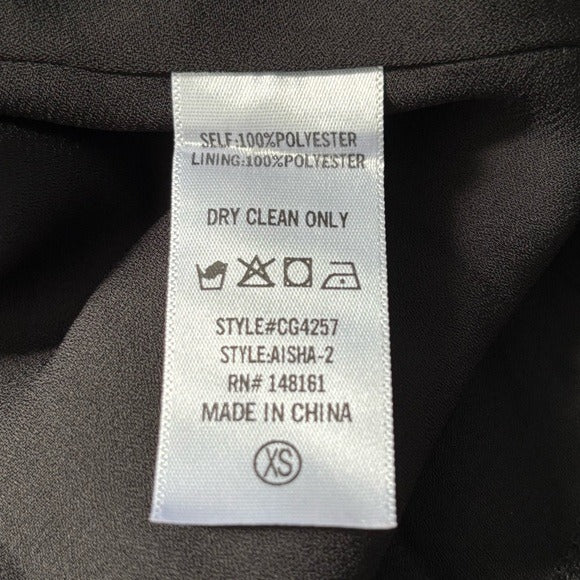 SELF:100%POLYESTER
LINING:100%POLYESTER
DRY CLEAN ONLY
STYLE#CG4257
STYLE:AISHA-2
RN# 148161
MADE IN CHINA
XS